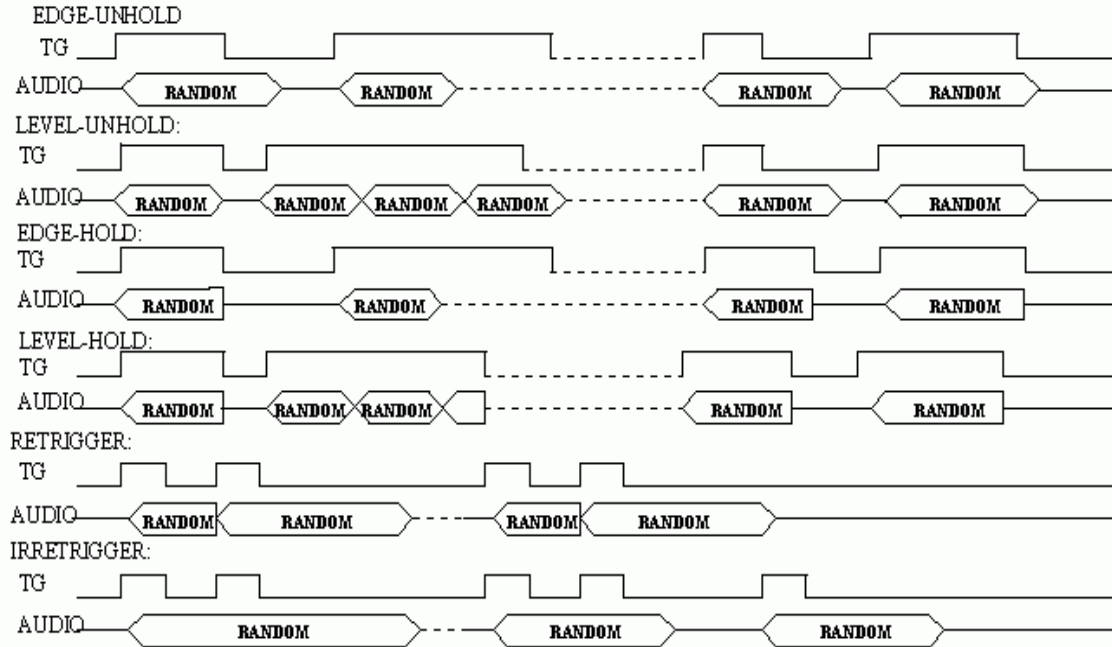 EDGE-UNHOLD
TG
AUDIO RANDOM RANDOM RANDOM RANDOM
LEVEL-UNHOLD:
TG
AUDIO RANDOM RANDOM RANDOM RANDOM RANDOM RANDOM
EDGE-HOLD:
TG
AUDIO RANDOM RANDOM RANDOM RANDOM
LEVEL-HOLD:
TG
AUDIO RANDOM RANDOM RANDOM RANDOM RANDOM
RETRIGGER:
TG
AUDIO RANDOM RANDOM RANDOM RANDOM
IRRETRIGGER:
TG
AUDIO RANDOM RANDOM RANDOM